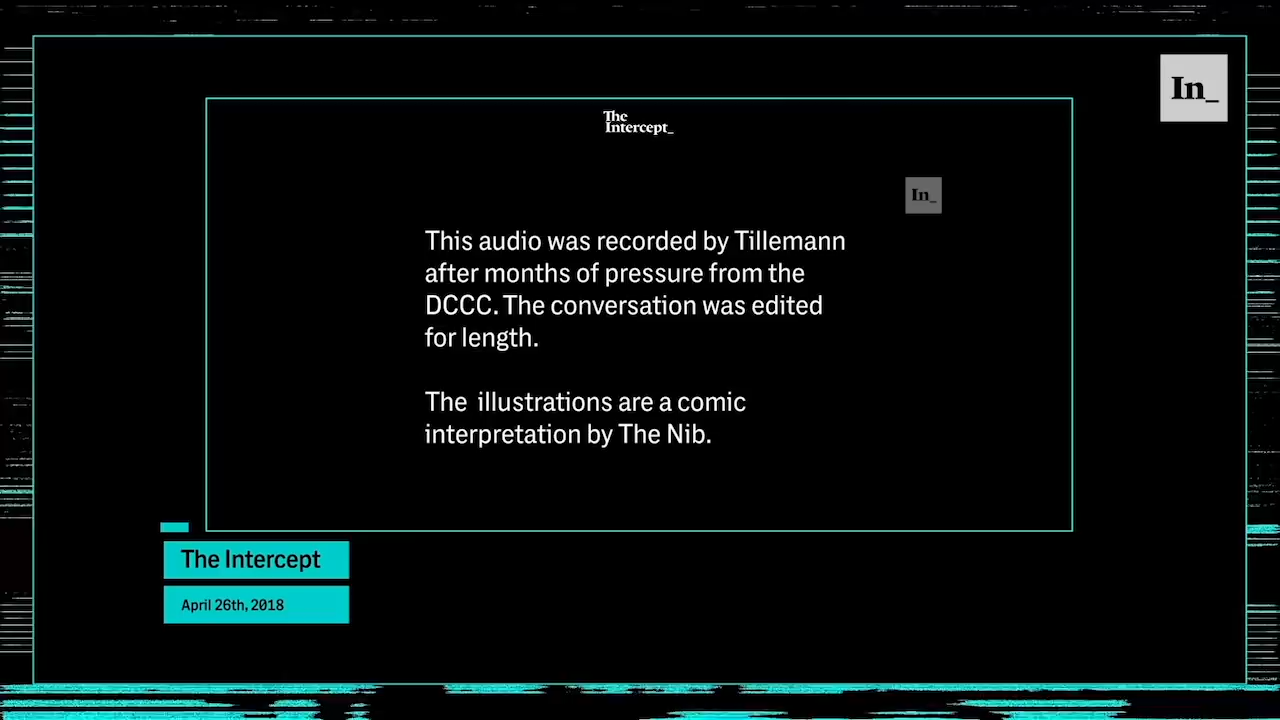 In_
The
Intercept_
In_
This audio was recorded by Tillemann
after months of pressure from the
DCCC. The conversation was edited
for length.
The illustrations are a comic
interpretation by The Nib.
The Intercept
April 26th, 2018